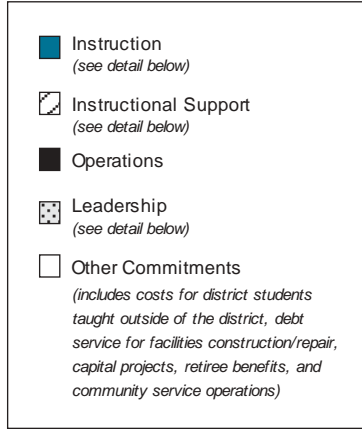 Instruction
(see detail below)
Instructional Support
(see detail below)
Operations
Leadership
(see detail below)
Other Commitments
(includes costs for district students
taught outside of the district, debt
service for facilities construction/repair,
capital projects, retiree benefits, and
community service operations)